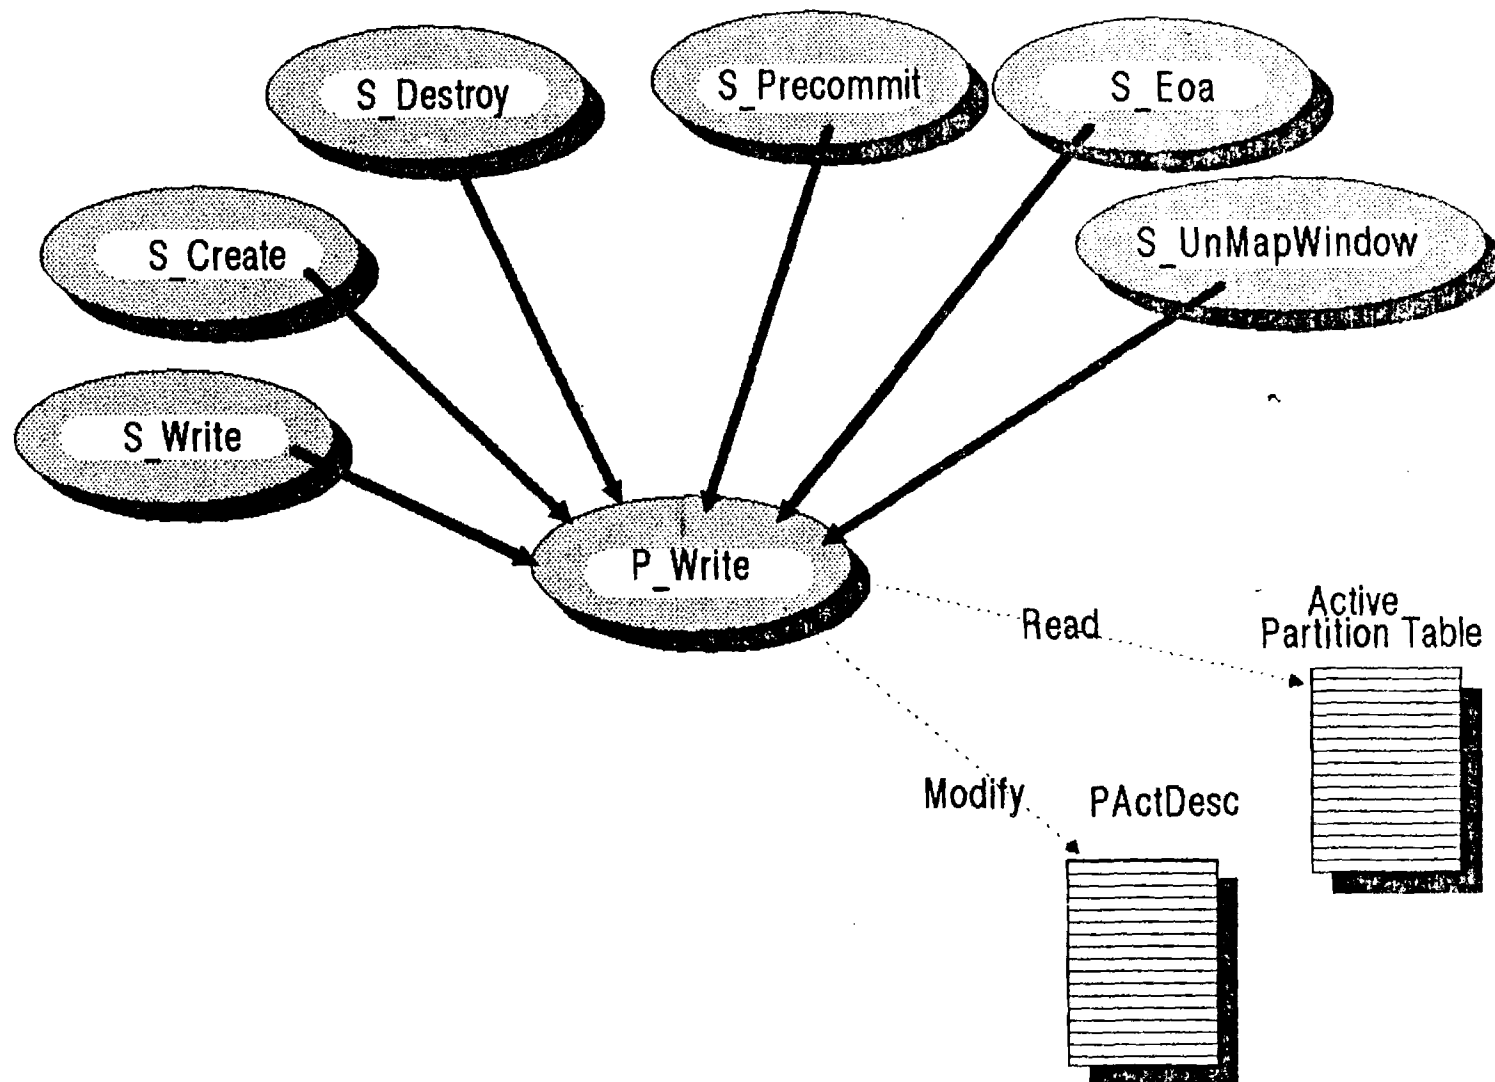 S_Destroy
S_Precommit
S_Eoa
S_Create
S_UnMapWindow
S_Write
P_Write
Read
Active
Partition Table
Modify
PActDesc